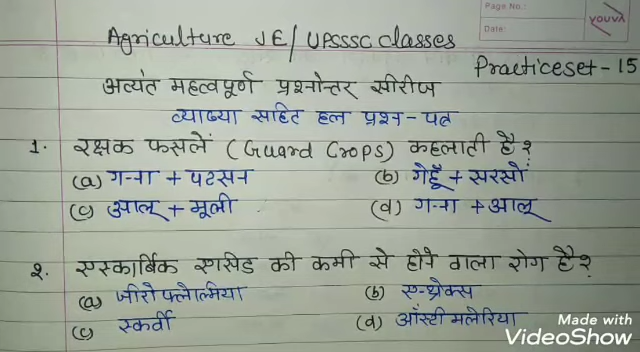 Page No.:
Date:
YOUVA
Agriculture JE/UPSSSC classes
Practiceset-15
अत्यंत महत्वपूर्ण प्रश्नोत्तर सीरीज
व्याख्या सहित हल प्रश्न-पत्र
1. रक्षक फसलें (Guard Crops) कहलाती है?
(a) गन्ना + पटसन (b) गेहूँ + सरसों
(c) आलू + मूली (d) गन्ना + आलू
२. एस्कार्बिक एसिड की कमी से होने वाला रोग है?
(a) जीरोफ्लेल्मिया (b) एन्थ्रेक्स
(c) स्कर्वी (d) ऑस्टीमलेरिया
Made with
VideoShow